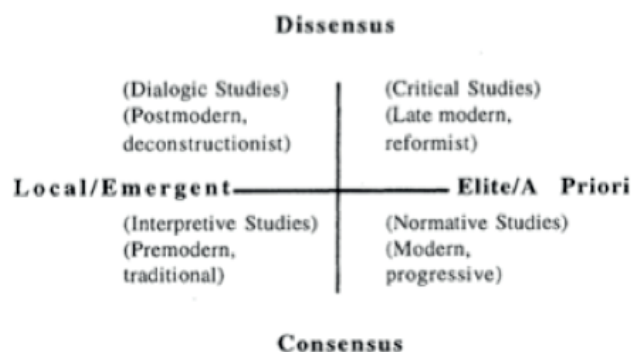 Dissensus
(Dialogic Studies)
(Postmodern,
deconstructionist)
(Critical Studies)
(Late modern,
reformist)
Local/Emergent
Elite/A Priori
(Interpretive Studies)
(Premodern,
traditional)
(Normative Studies)
(Modern,
progressive)
Consensus